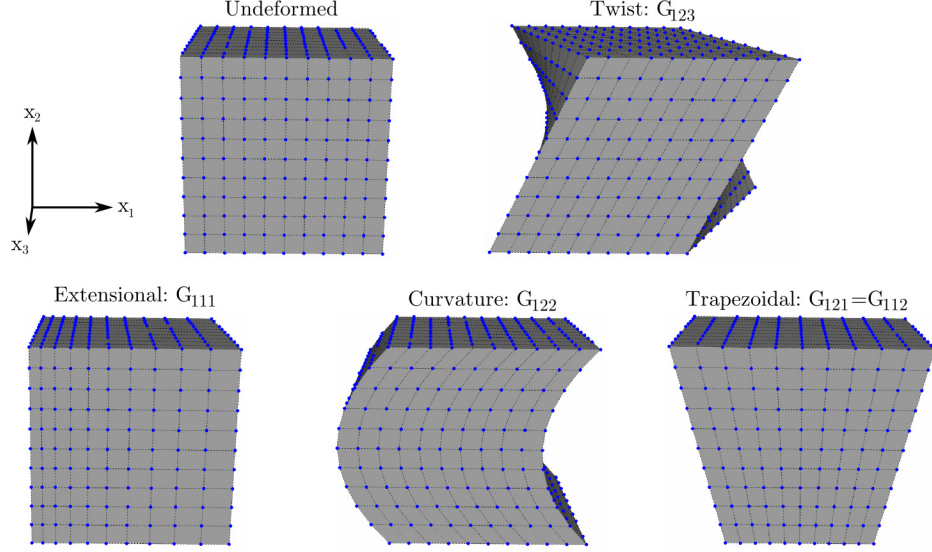 Undeformed
Twist: G₁₂₃
x₂
x₁
x₃
Extensional: G₁₁₁
Curvature: G₁₂₂
Trapezoidal: G₁₂₁=G₁₁₂